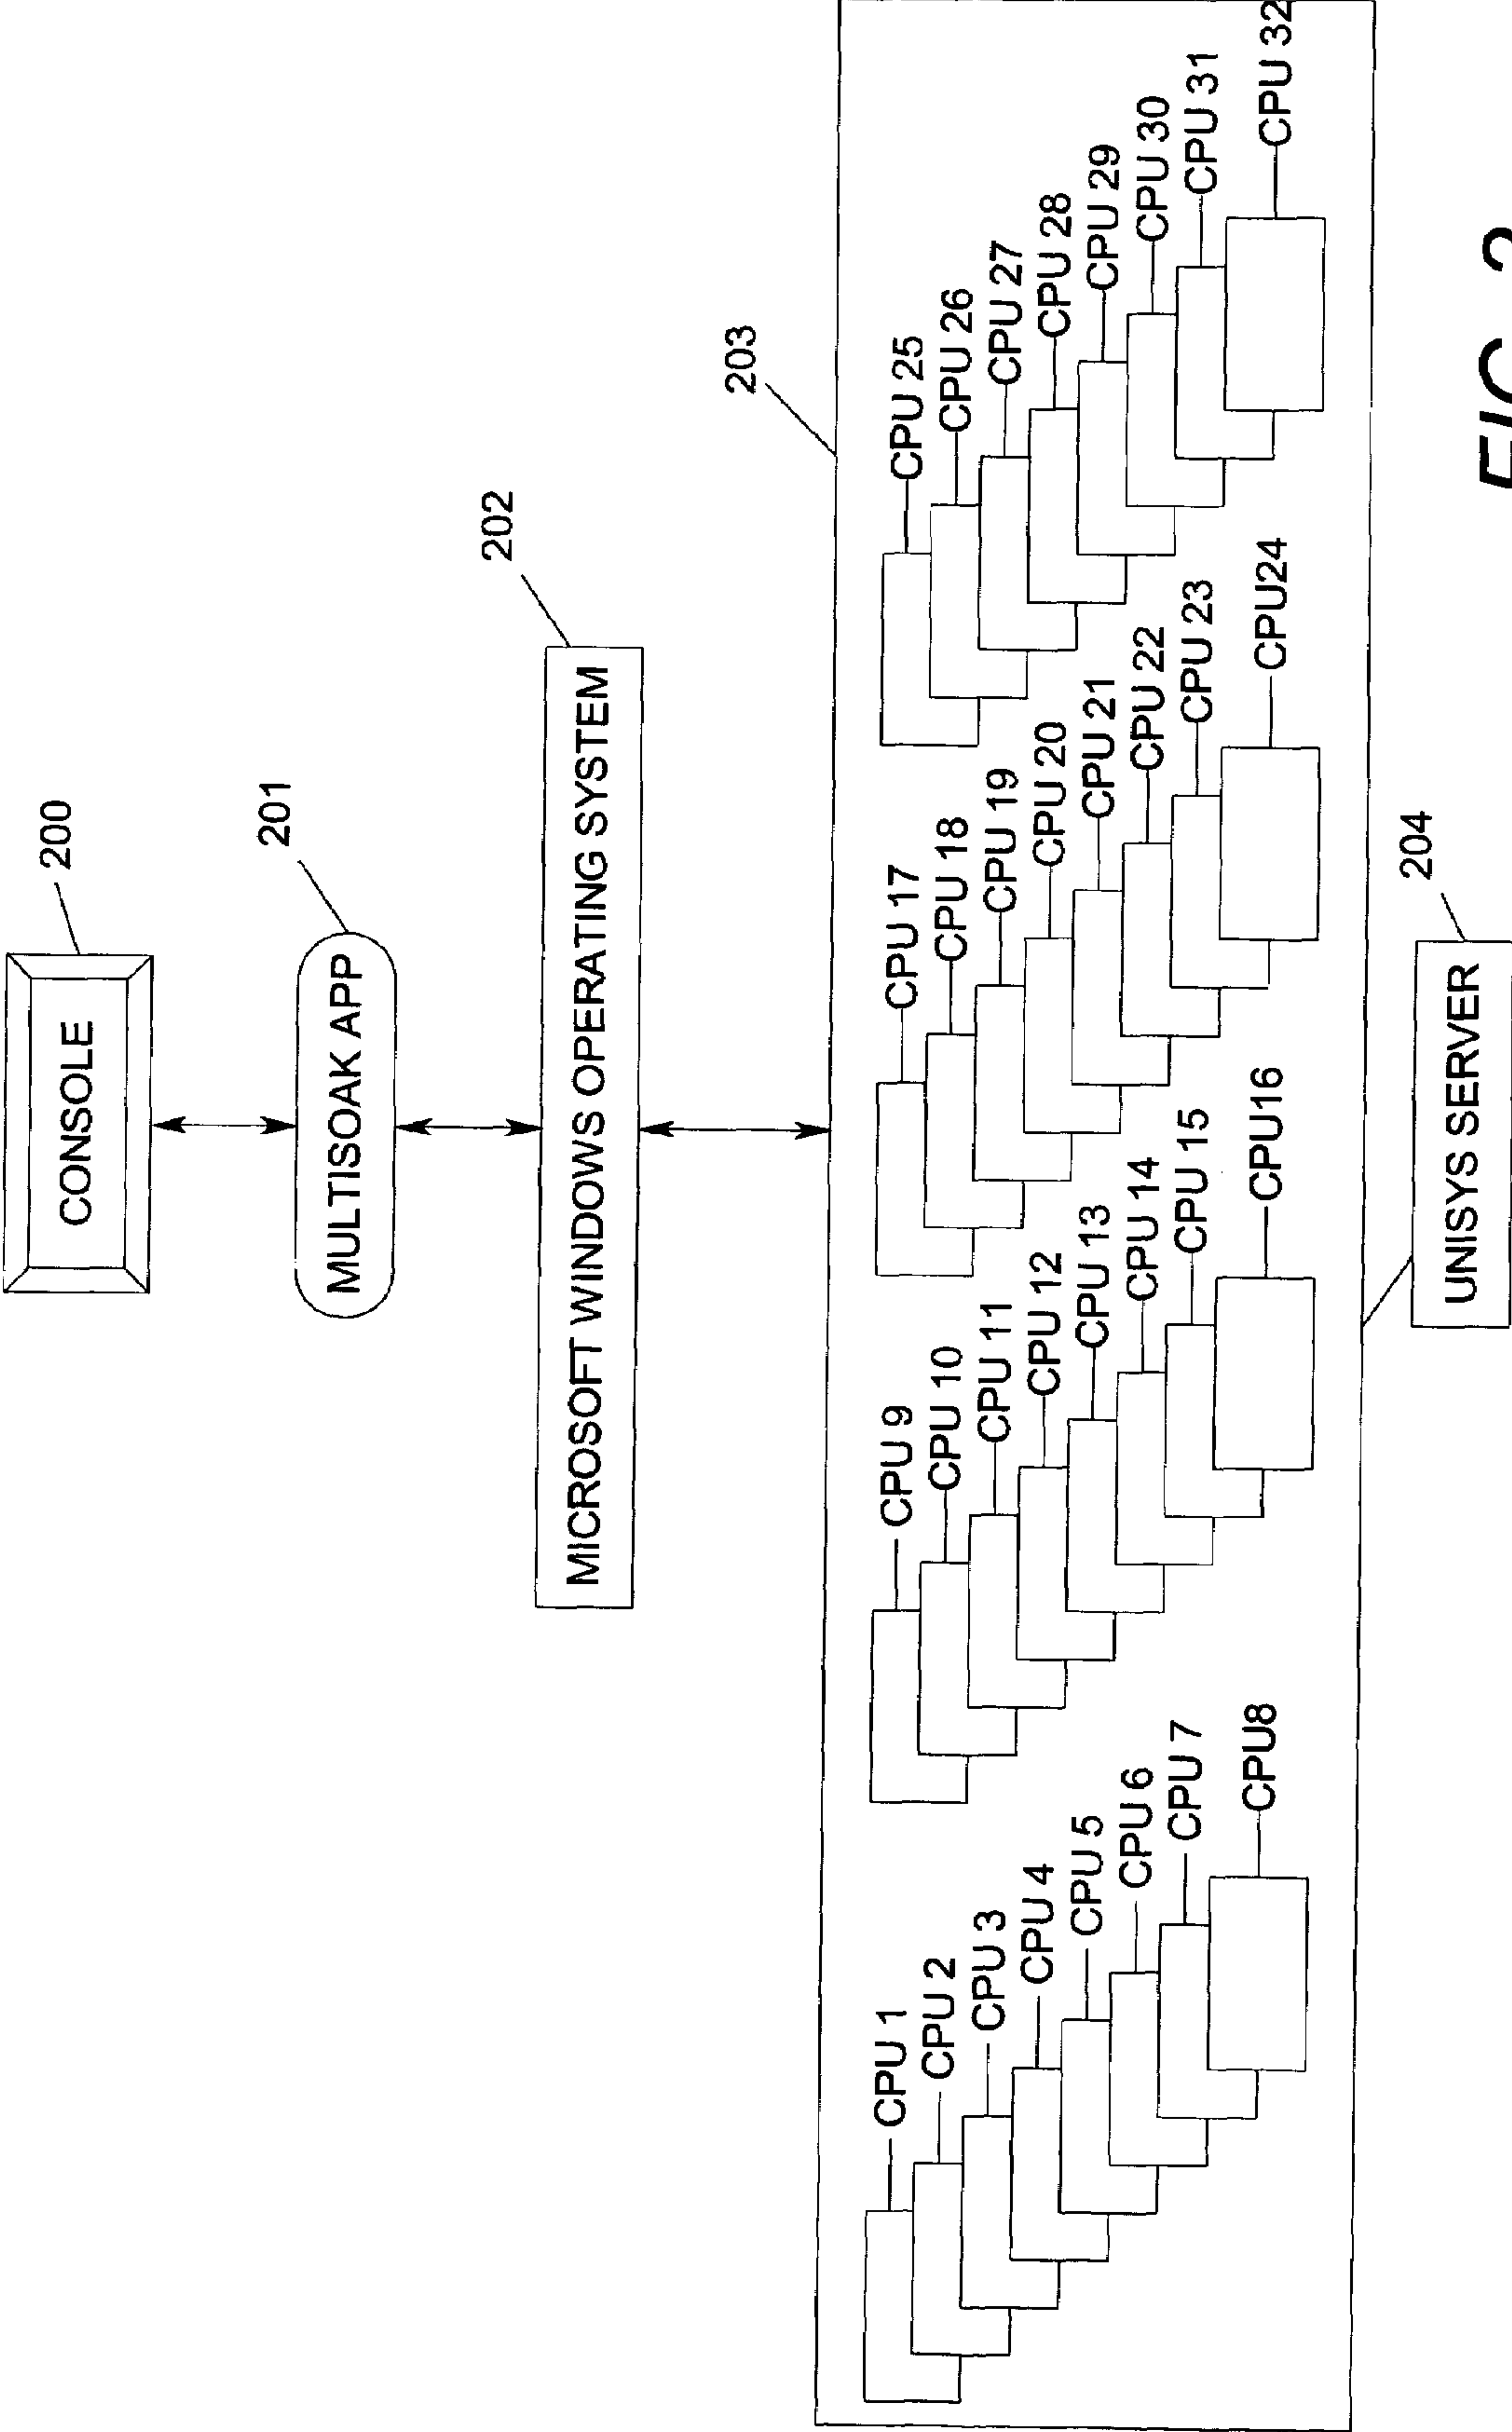 200
CONSOLE
201
MULTISOAK APP
202
MICROSOFT WINDOWS OPERATING SYSTEM
203
CPU 1
CPU 2
CPU 3
CPU 4
CPU 5
CPU 6
CPU 7
CPU8
CPU 9
CPU 10
CPU 11
CPU 12
CPU 13
CPU 14
CPU 15
CPU16
CPU 17
CPU 18
CPU 19
CPU 20
CPU 21
CPU 22
CPU 23
CPU24
CPU 25
CPU 26
CPU 27
CPU 28
CPU 29
CPU 30
CPU 31
CPU 32
204
UNISYS SERVER